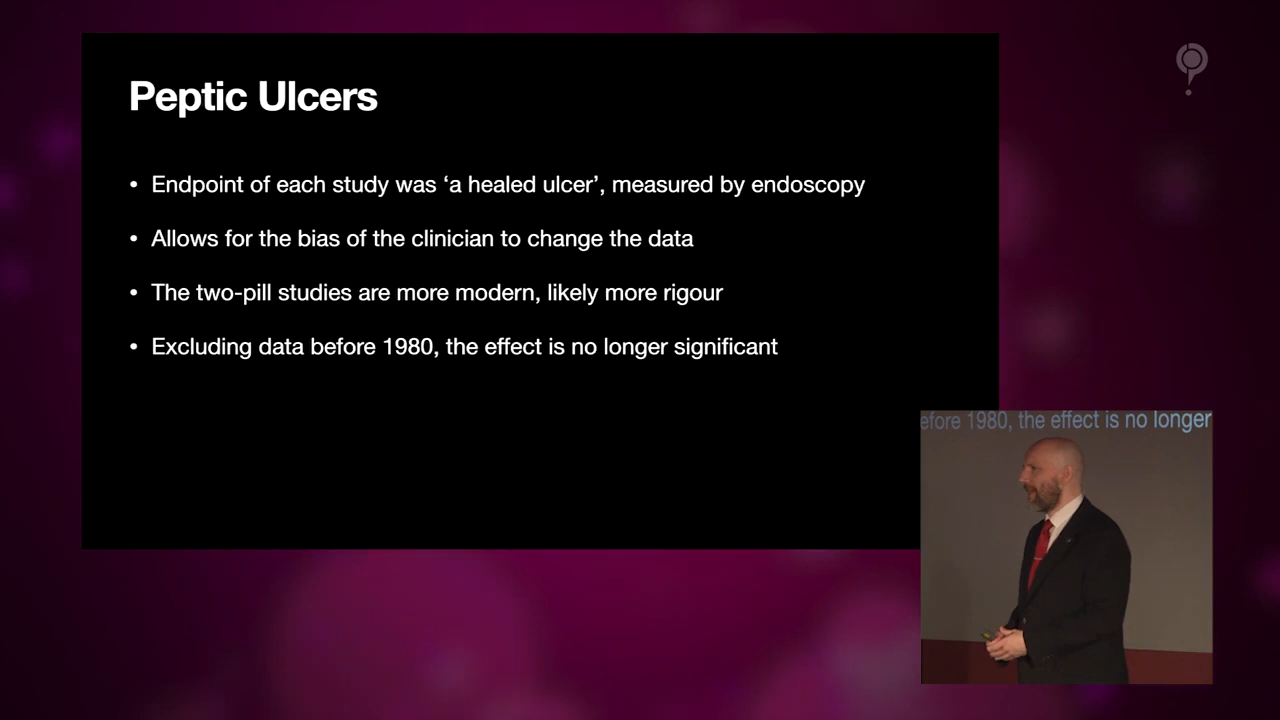 Peptic Ulcers
• Endpoint of each study was ‘a healed ulcer’, measured by endoscopy
• Allows for the bias of the clinician to change the data
• The two-pill studies are more modern, likely more rigour
• Excluding data before 1980, the effect is no longer significant
efore 1980, the effect is no longer